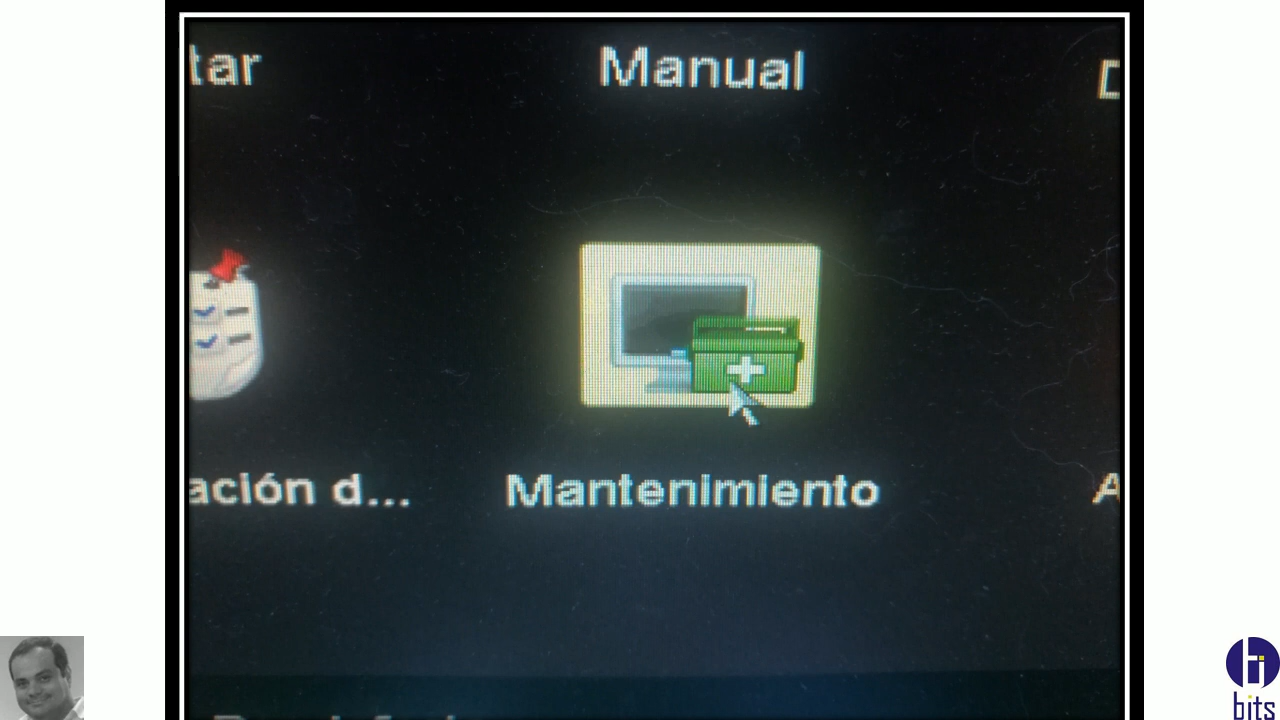 tar
Manual
D
ación d...
Mantenimiento
A
bits